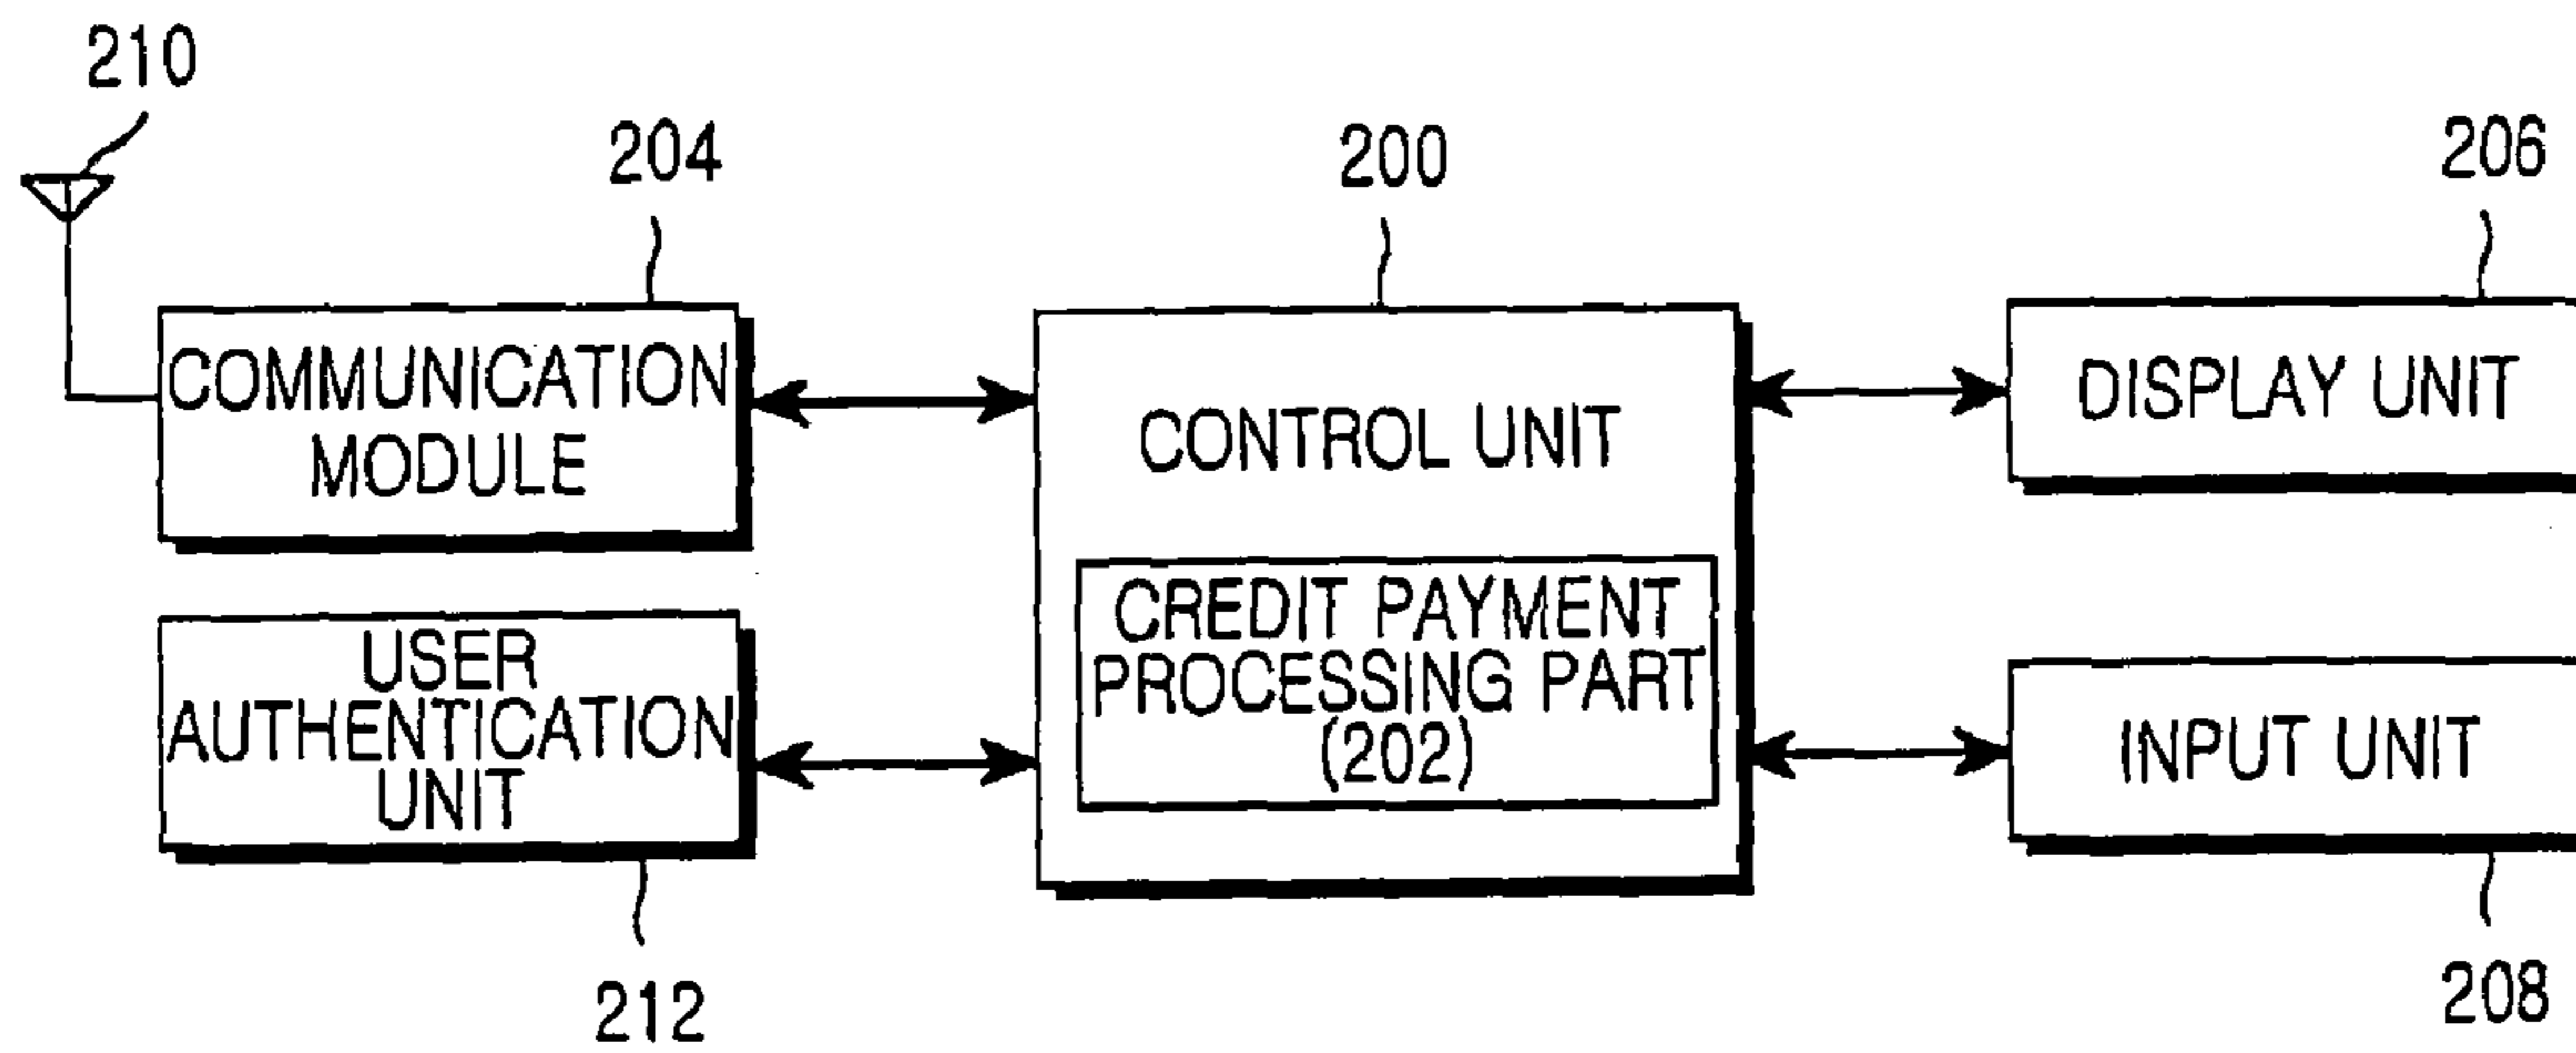 210
204
200
206
COMMUNICATION
MODULE
CONTROL UNIT
DISPLAY UNIT
CREDIT PAYMENT
PROCESSING PART
(202)
USER
AUTHENTICATION
UNIT
INPUT UNIT
212
208